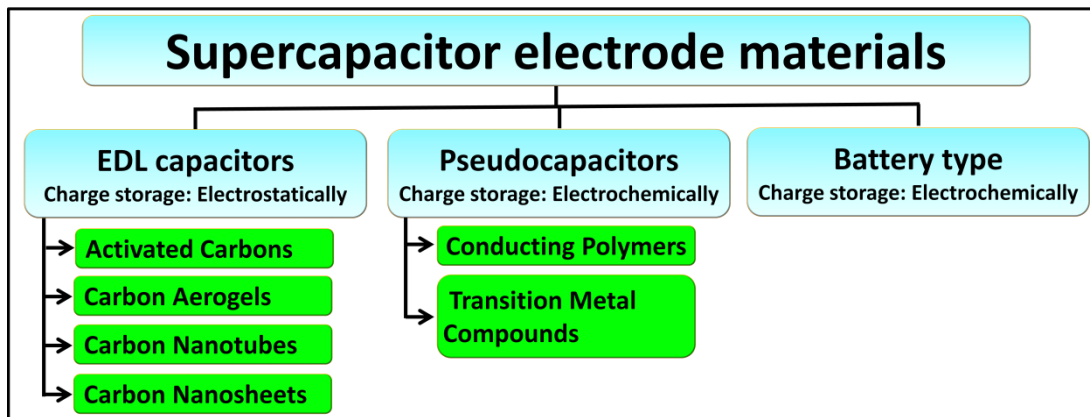 Supercapacitor electrode materials
EDL capacitors
Charge storage: Electrostatically
Activated Carbons
Carbon Aerogels
Carbon Nanotubes
Carbon Nanosheets
Pseudocapacitors
Charge storage: Electrochemically
Conducting Polymers
Transition Metal
Compounds
Battery type
Charge storage: Electrochemically